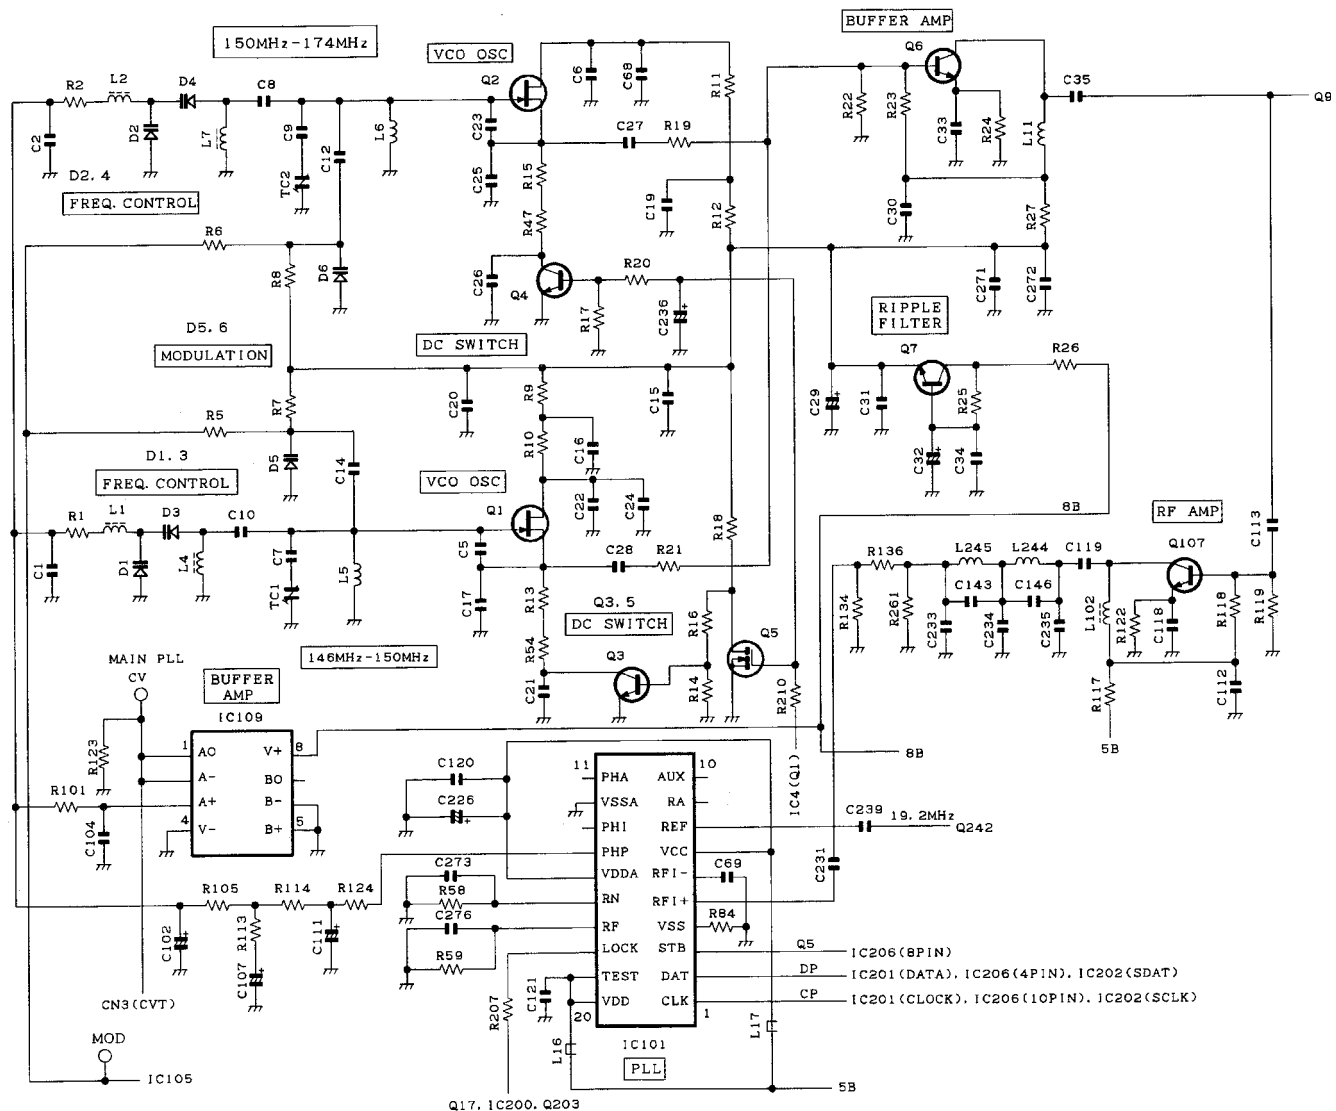 150MHz-174MHz
VCO OSC
BUFFER AMP
Q6
Q2
R2
L2
D4
C8
C6
C68
R11
R22
R23
C33
R24
L11
C35
Q9
C2
D2
L7
C9
TC2
C12
L6
C23
C25
C27
R19
R15
R47
C19
R12
C30
R27
D2.4
FREQ. CONTROL
R6
R8
D6
C26
Q4
R20
R17
C236
C271
C272
D5.6
MODULATION
DC SWITCH
RIPPLE
FILTER
Q7
R26
R5
R7
C20
R9
C15
C29
C31
R25
D1.3
FREQ. CONTROL
D5
C14
VCO OSC
R10
C16
C32
C34
8B
R1
L1
D3
C10
Q1
C22
C24
R18
RF AMP
C113
C1
D1
L4
C7
TC1
L5
C5
C17
C28
R21
R136
L245
L244
C119
Q107
C143
C146
R134
R261
C233
C234
C235
L102
R122
C118
R118
R119
R13
Q3.5
DC SWITCH
R16
Q5
R54
C21
Q3
R14
R210
R117
C112
5B
146MHz-150MHz
MAIN PLL
CV
BUFFER
AMP
IC109
R123
1 AO V+ 8
A- BO
A+ B-
4 V- B+ 5
R101
C104
8B
IC4(Q1)
C120
C226
C273
R58
C276
R59
11 PHA AUX 10
VSSA RA
PHI REF
PHP VCC
VDDA RFI-
RN RFI+
RF VSS
LOCK STB
TEST DAT
VDD CLK
20 1
IC101
PLL
C69
R84
C239
19.2MHz
Q242
C231
R105
R114
R124
C102
R113
C107
C111
CN3(CVT)
C121
R207
L16
L17
Q5 IC206(8PIN)
DP IC201(DATA), IC206(4PIN), IC202(SDAT)
CP IC201(CLOCK), IC206(10PIN), IC202(SCLK)
MOD
IC105
5B
Q17, IC200, Q203